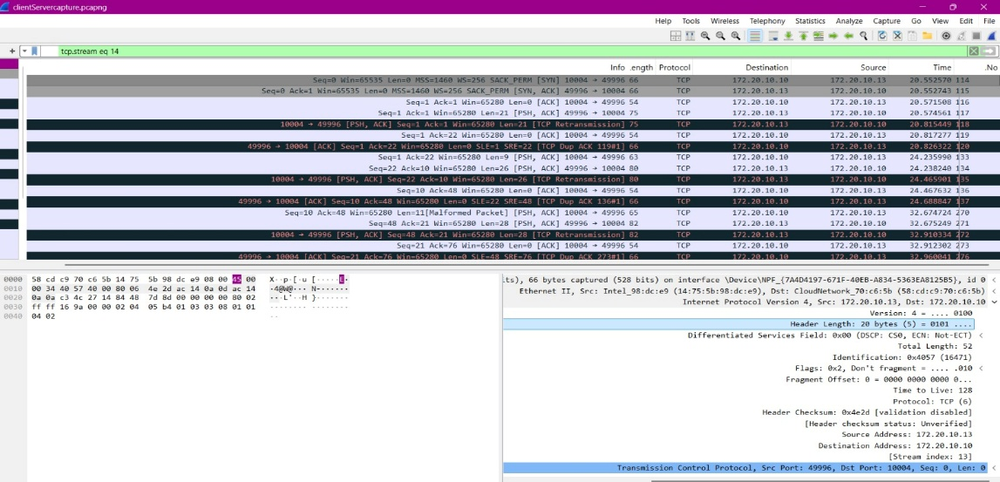 clientServercapture.pcapng
Help Tools Wireless Telephony Statistics Analyze Capture Go View Edit File
tcp.stream eq 14
Info .ength Protocol Destination Source Time .No
Seq=0 Win=65535 Len=0 MSS=1460 WS=256 SACK_PERM [SYN] 10004 → 49996 66 TCP 172.20.10.10 172.20.10.13 20.552570 114
Seq=0 Ack=1 Win=65535 Len=0 MSS=1460 WS=256 SACK_PERM [SYN, ACK] 49996 → 10004 66 TCP 172.20.10.13 172.20.10.10 20.552743 115
Seq=1 Ack=1 Win=65280 Len=0 [ACK] 10004 → 49996 54 TCP 172.20.10.10 172.20.10.13 20.571508 116
Seq=1 Ack=1 Win=65280 Len=21 [PSH, ACK] 49996 → 10004 75 TCP 172.20.10.13 172.20.10.10 20.574561 117
10004 → 49996 [PSH, ACK] Seq=1 Ack=1 Win=65280 Len=21 [TCP Retransmission] 75 TCP 172.20.10.13 172.20.10.10 20.815449 118
Seq=1 Ack=22 Win=65280 Len=0 [ACK] 10004 → 49996 54 TCP 172.20.10.10 172.20.10.13 20.817277 119
49996 → 10004 [ACK] Seq=1 Ack=22 Win=65280 Len=0 SLE=1 SRE=22 [TCP Dup ACK 119#1] 66 TCP 172.20.10.10 172.20.10.13 20.826322 120
Seq=1 Ack=22 Win=65280 Len=9 [PSH, ACK] 10004 → 49996 63 TCP 172.20.10.10 172.20.10.13 24.235990 133
Seq=22 Ack=10 Win=65280 Len=26 [PSH, ACK] 49996 → 10004 80 TCP 172.20.10.13 172.20.10.10 24.238240 134
10004 → 49996 [PSH, ACK] Seq=22 Ack=10 Win=65280 Len=26 [TCP Retransmission] 80 TCP 172.20.10.13 172.20.10.10 24.465901 135
Seq=10 Ack=48 Win=65280 Len=0 [ACK] 10004 → 49996 54 TCP 172.20.10.10 172.20.10.13 24.467632 136
49996 → 10004 [ACK] Seq=10 Ack=48 Win=65280 Len=0 SLE=22 SRE=48 [TCP Dup ACK 136#1] 66 TCP 172.20.10.10 172.20.10.13 24.688847 137
Seq=10 Ack=48 Win=65280 Len=11[Malformed Packet] [PSH, ACK] 10004 → 49996 65 TCP 172.20.10.10 172.20.10.13 32.674724 270
Seq=48 Ack=21 Win=65280 Len=28 [PSH, ACK] 49996 → 10004 82 TCP 172.20.10.13 172.20.10.10 32.675249 271
10004 → 49996 [PSH, ACK] Seq=48 Ack=21 Win=65280 Len=28 [TCP Retransmission] 82 TCP 172.20.10.13 172.20.10.10 32.910334 272
Seq=21 Ack=76 Win=65280 Len=0 [ACK] 10004 → 49996 54 TCP 172.20.10.10 172.20.10.13 32.912302 273
49996 → 10004 [ACK] Seq=21 Ack=76 Win=65280 Len=0 SLE=48 SRE=76 [TCP Dup ACK 273#1] 66 TCP 172.20.10.10 172.20.10.13 32.960041 276
0000 58 cd c9 70 c6 5b 14 75 5b 98 dc e9 08 00 45 00 X··p·[·u [·····E·
0010 00 34 40 57 40 00 80 06 4e 2d ac 14 0a 0d ac 14 ·4@W@··· N-······
0020 0a 0a c3 4c 27 14 84 48 7d 8d 00 00 00 00 80 02 ···L'··H }·······
0030 ff ff 16 9a 00 00 02 04 05 b4 01 03 03 08 01 01 ········ ········
0040 04 02 ··
.ts), 66 bytes captured (528 bits) on interface \Device\NPF_{7A4D4197-671F-40EB-A834-5363EA8125B5}, id 0
Ethernet II, Src: Intel_98:dc:e9 (14:75:5b:98:dc:e9), Dst: CloudNetwork_70:c6:5b (58:cd:c9:70:c6:5b)
Internet Protocol Version 4, Src: 172.20.10.13, Dst: 172.20.10.10
Version: 4 = .... 0100
Header Length: 20 bytes (5) = 0101 ....
Differentiated Services Field: 0x00 (DSCP: CS0, ECN: Not-ECT)
Total Length: 52
Identification: 0x4057 (16471)
Flags: 0x2, Don't fragment = .... .010
Fragment Offset: 0 = 0000 0000 0000 0...
Time to Live: 128
Protocol: TCP (6)
Header Checksum: 0x4e2d [validation disabled]
[Header checksum status: Unverified]
Source Address: 172.20.10.13
Destination Address: 172.20.10.10
[Stream index: 13]
Transmission Control Protocol, Src Port: 49996, Dst Port: 10004, Seq: 0, Len: 0